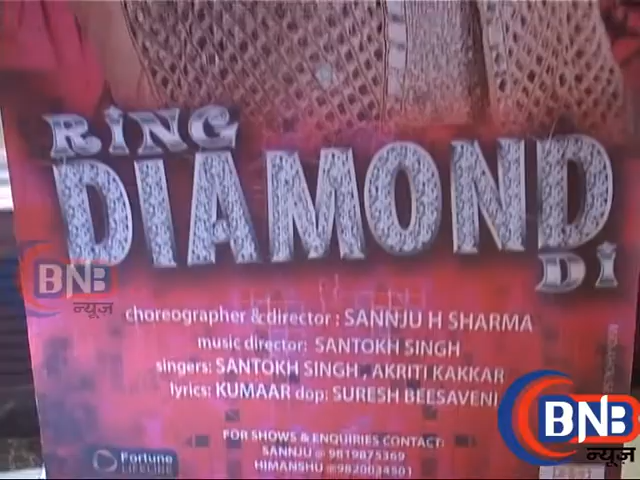 RING
DIAMOND
DI
choreographer & director : SANNJU H SHARMA
music director: SANTOKH SINGH
singers: SANTOKH SINGH , AKRITI KAKKAR
lyrics: KUMAAR dop: SURESH BEESAVENI
FOR SHOWS & ENQUIRIES CONTACT:
SANNJU @ 9819875369
HIMANSHU @ 9820034501
Fortune
LIFELINE
BNB
न्यूज़
BNB
न्यूज़